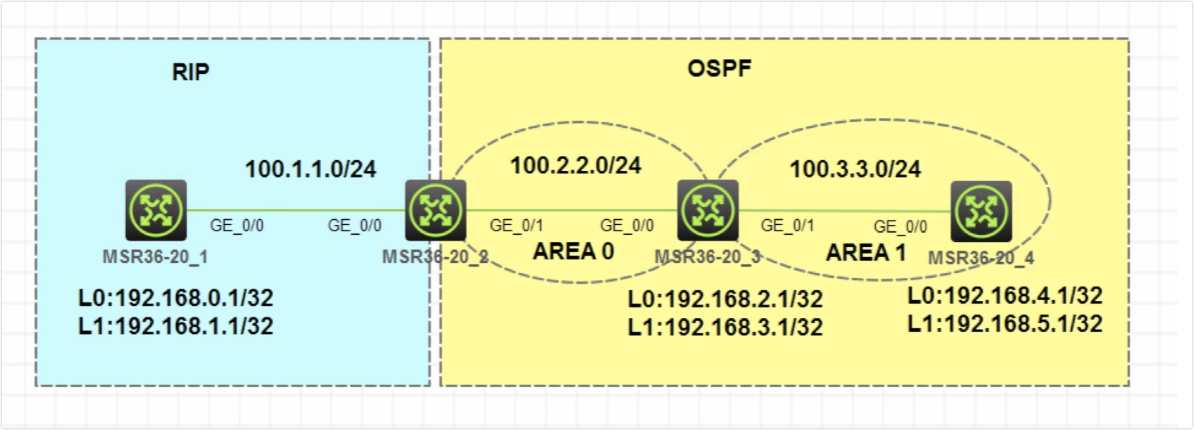 RIP
OSPF
100.1.1.0/24
100.2.2.0/24
100.3.3.0/24
GE_0/0
GE_0/0
GE_0/1
GE_0/0
GE_0/1
GE_0/0
MSR36-20_1
MSR36-20_2
AREA 0
MSR36-20_3
AREA 1
MSR36-20_4
L0:192.168.0.1/32
L1:192.168.1.1/32
L0:192.168.2.1/32
L1:192.168.3.1/32
L0:192.168.4.1/32
L1:192.168.5.1/32